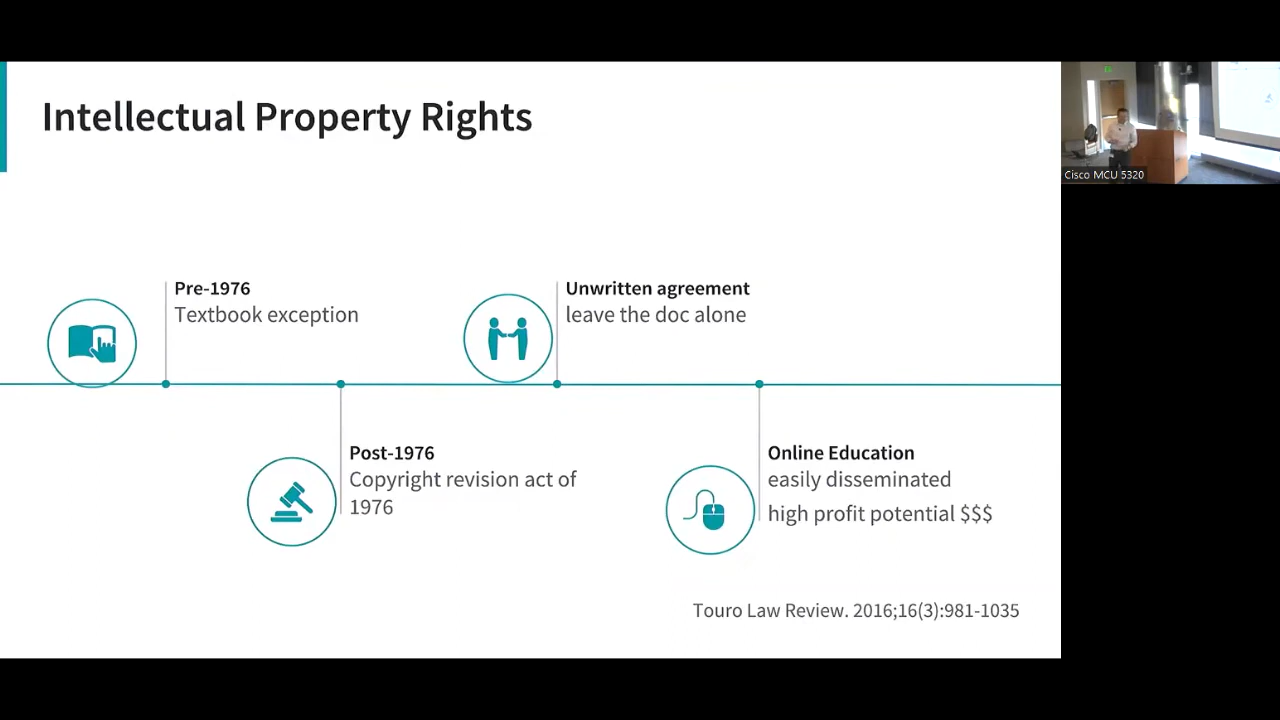 Intellectual Property Rights
Pre-1976
Textbook exception
Unwritten agreement
leave the doc alone
Post-1976
Copyright revision act of
1976
Online Education
easily disseminated
high profit potential $$$
Touro Law Review. 2016;16(3):981-1035
Cisco MCU 5320